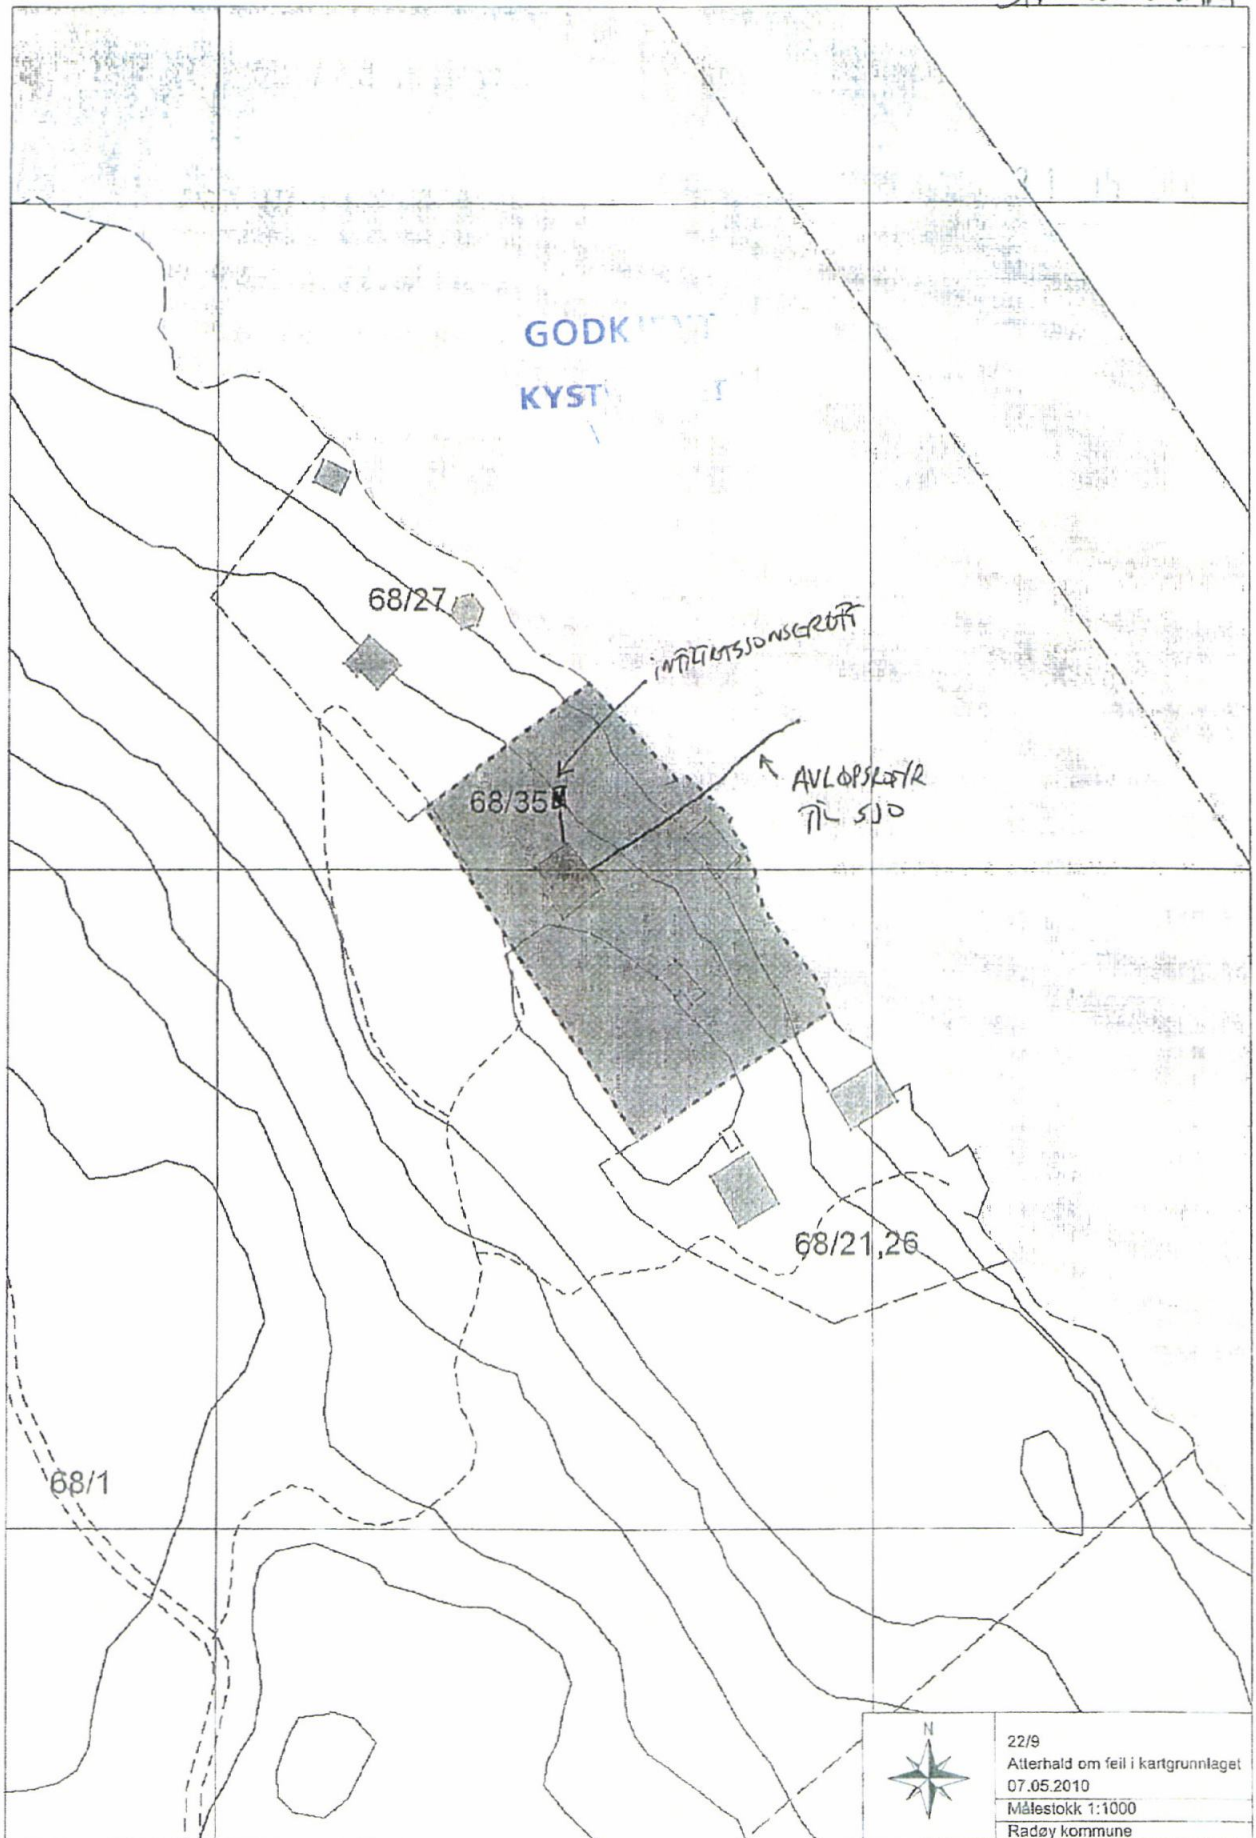 GODK
KYST
68/27
INFILTRASJONSGRØFT
68/35
AVLØPSRØYR
TIL SJØ
68/21,26
68/1
N
22/9
Atterhald om feil i kartgrunnlaget
07.05.2010
Målestokk 1:1000
Radøy kommune